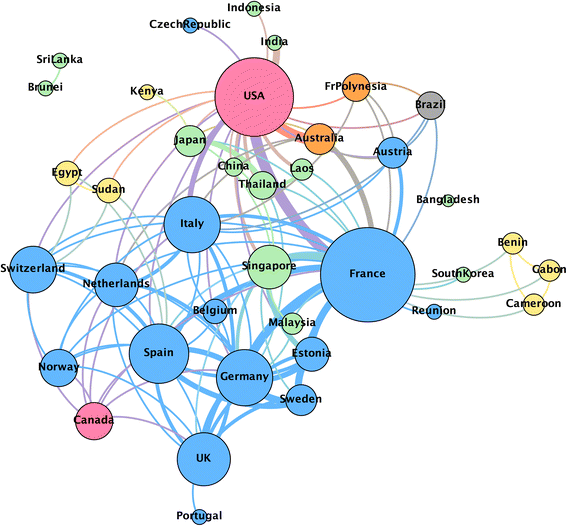 Indonesia
CzechRepublic
India
SriLanka
Brunei
Kenya
USA
FrPolynesia
Brazil
Japan
Australia
Austria
Egypt
Sudan
China
Laos
Thailand
Bangladesh
Italy
Benin
Switzerland
Netherlands
Singapore
France
SouthKorea
Gabon
Cameroon
Belgium
Reunion
Malaysia
Spain
Estonia
Norway
Germany
Sweden
Canada
UK
Portugal